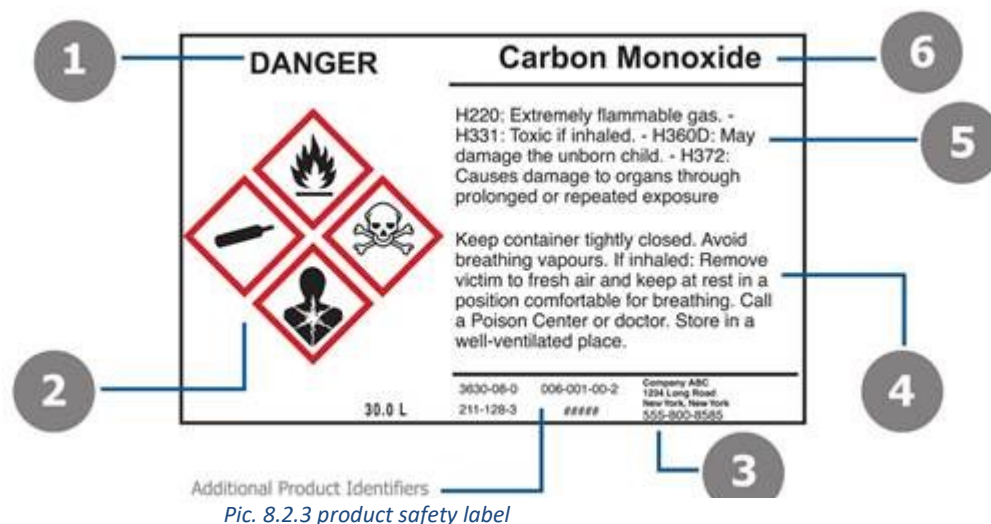 1
DANGER
Carbon Monoxide
6
H220: Extremely flammable gas. -
H331: Toxic if inhaled. - H360D: May
damage the unborn child. - H372:
Causes damage to organs through
prolonged or repeated exposure
5
Keep container tightly closed. Avoid
breathing vapours. If inhaled: Remove
victim to fresh air and keep at rest in a
position comfortable for breathing. Call
a Poison Center or doctor. Store in a
well-ventilated place.
4
2
30.0 L
3630-08-0 006-001-00-2
211-128-3 #####
Company ABC
1234 Long Road
New York, New York
555-800-8585
3
Additional Product Identifiers
Pic. 8.2.3 product safety label